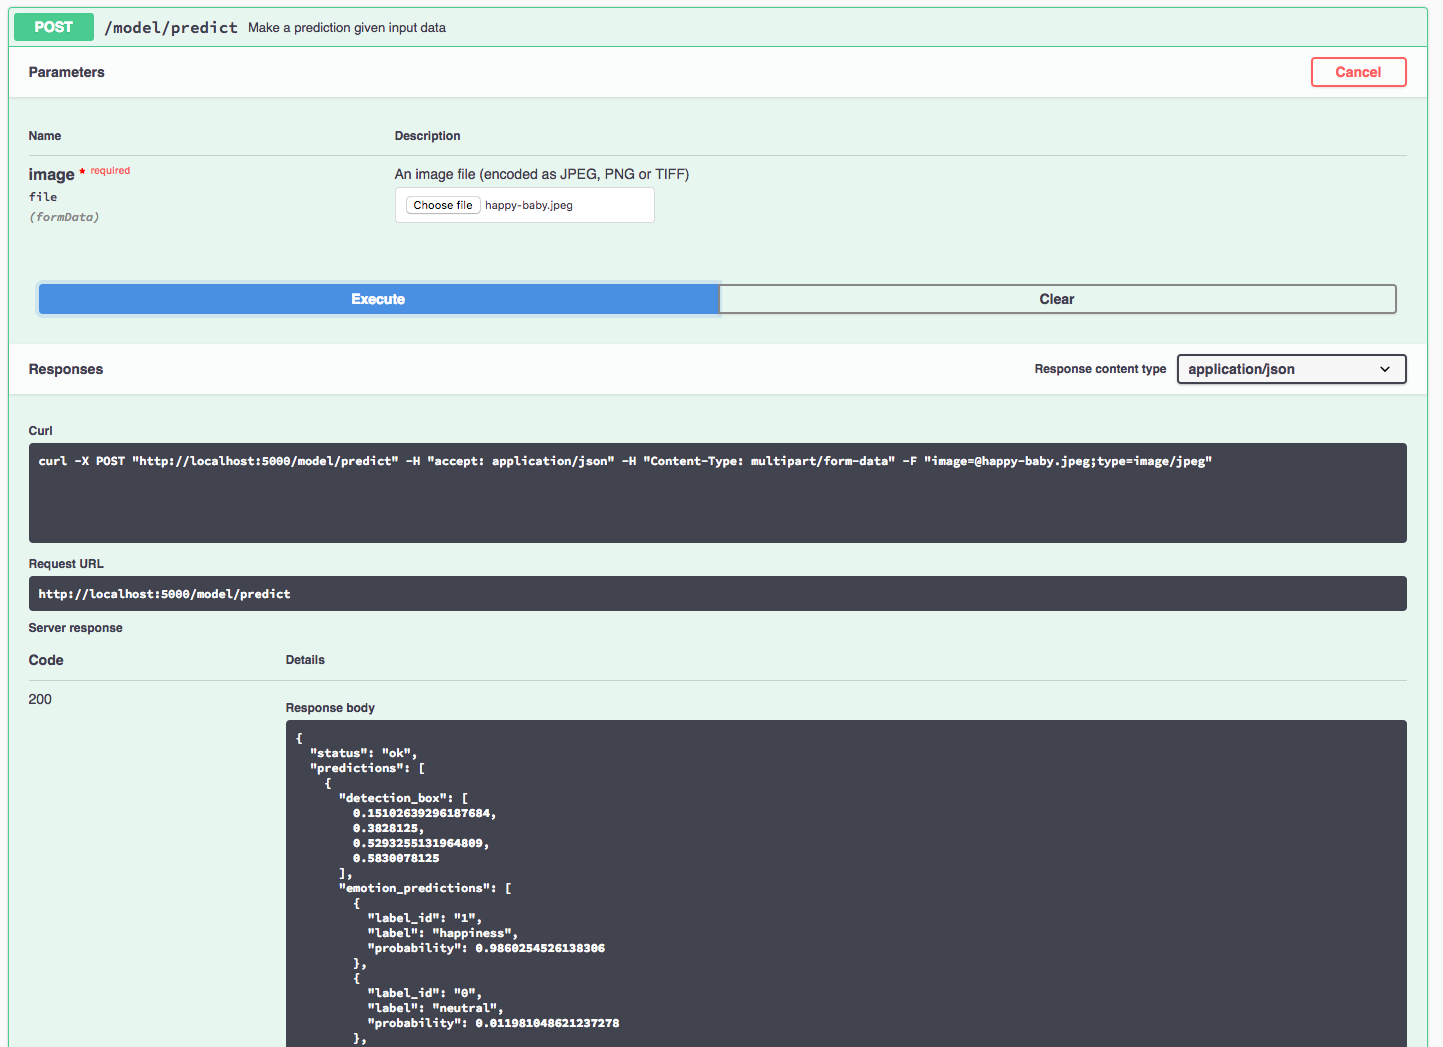 POST /model/predict Make a prediction given input data
Parameters
Cancel
Name Description
image * required
An image file (encoded as JPEG, PNG or TIFF)
file
Choose file happy-baby.jpeg
(formData)
Execute Clear
Responses Response content type application/json
Curl
curl -X POST "http://localhost:5000/model/predict" -H "accept: application/json" -H "Content-Type: multipart/form-data" -F "image=@happy-baby.jpeg;type=image/jpeg"
Request URL
http://localhost:5000/model/predict
Server response
Code Details
200
Response body
{
  "status": "ok",
  "predictions": [
    {
      "detection_box": [
        0.15102639296187684,
        0.3828125,
        0.5293255131964809,
        0.5830078125
      ],
      "emotion_predictions": [
        {
          "label_id": "1",
          "label": "happiness",
          "probability": 0.9860254526138306
        },
        {
          "label_id": "0",
          "label": "neutral",
          "probability": 0.011981048621237278
        },